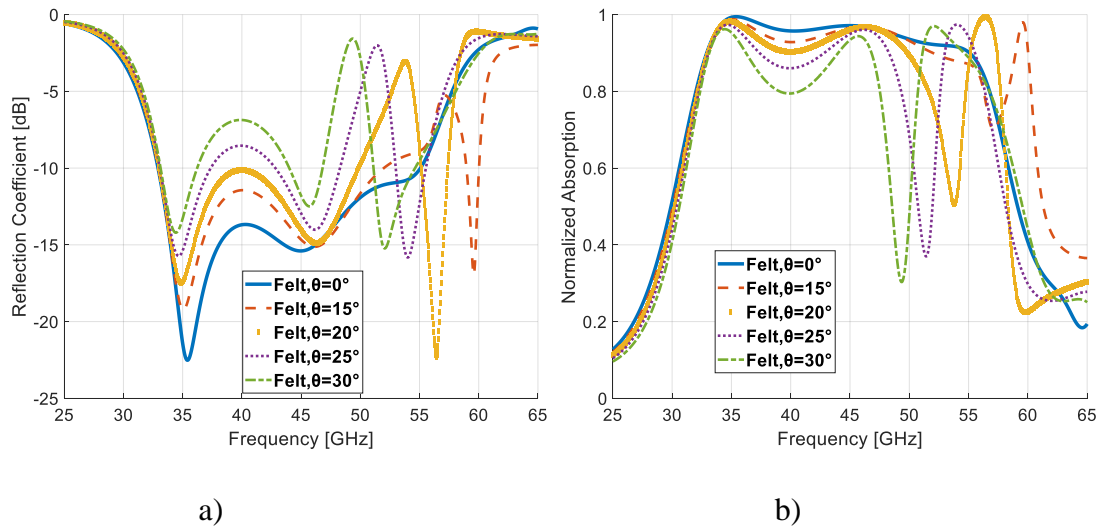 0
-5
-10
-15
-20
-25
25 30 35 40 45 50 55 60 65
Reflection Coefficient [dB]
Frequency [GHz]
Felt,θ=0°
Felt,θ=15°
Felt,θ=20°
Felt,θ=25°
Felt,θ=30°
a)
1
0.8
0.6
0.4
0.2
0
25 30 35 40 45 50 55 60 65
Normalized Absorption
Frequency [GHz]
Felt,θ=0°
Felt,θ=15°
Felt,θ=20°
Felt,θ=25°
Felt,θ=30°
b)